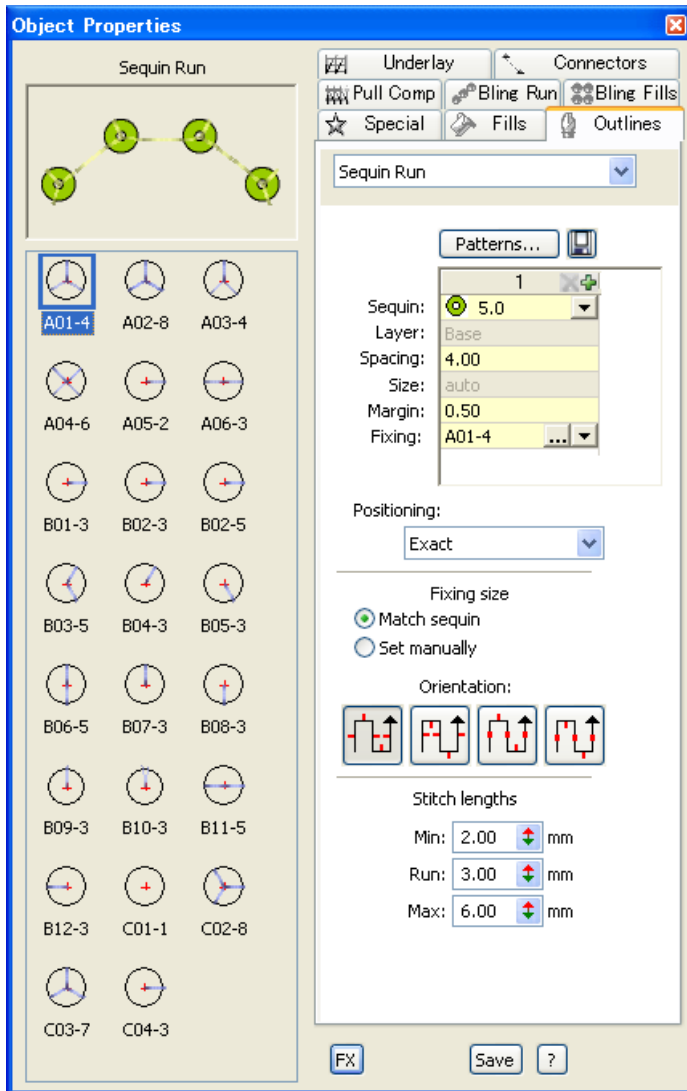 Object Properties
Sequin Run
A01-4 A02-8 A03-4
A04-6 A05-2 A06-3
B01-3 B02-3 B02-5
B03-5 B04-3 B05-3
B06-5 B07-3 B08-3
B09-3 B10-3 B11-5
B12-3 C01-1 C02-8
C03-7 C04-3
Underlay Connectors
Pull Comp Bling Run Bling Fills
Special Fills Outlines
Sequin Run
Patterns...
1
Sequin: 5.0
Layer: Base
Spacing: 4.00
Size: auto
Margin: 0.50
Fixing: A01-4 ...
Positioning:
Exact
Fixing size
Match sequin
Set manually
Orientation:
Stitch lengths
Min: 2.00 mm
Run: 3.00 mm
Max: 6.00 mm
FX Save ?